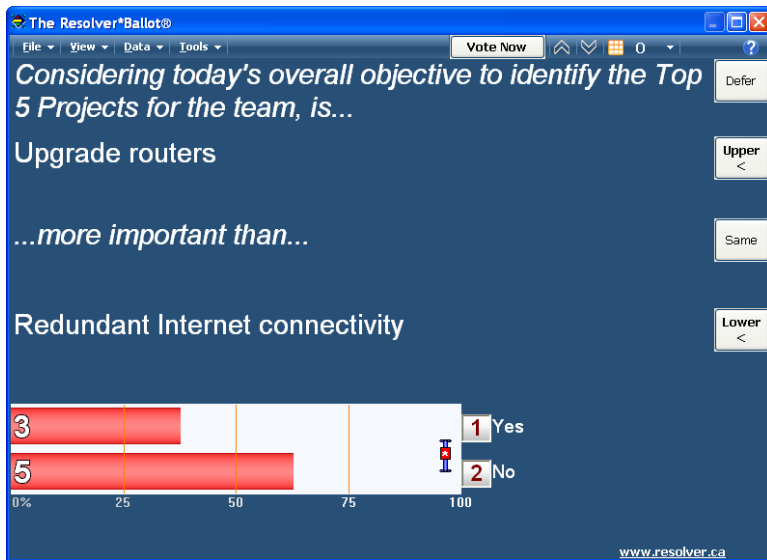 The Resolver*Ballot®
File View Data Tools Vote Now 0 ?
Considering today's overall objective to identify the Top
5 Projects for the team, is...
Defer
Upgrade routers
Upper
<
...more important than...
Same
Redundant Internet connectivity
Lower
<
3 1 Yes
5 2 No
0% 25 50 75 100
www.resolver.ca